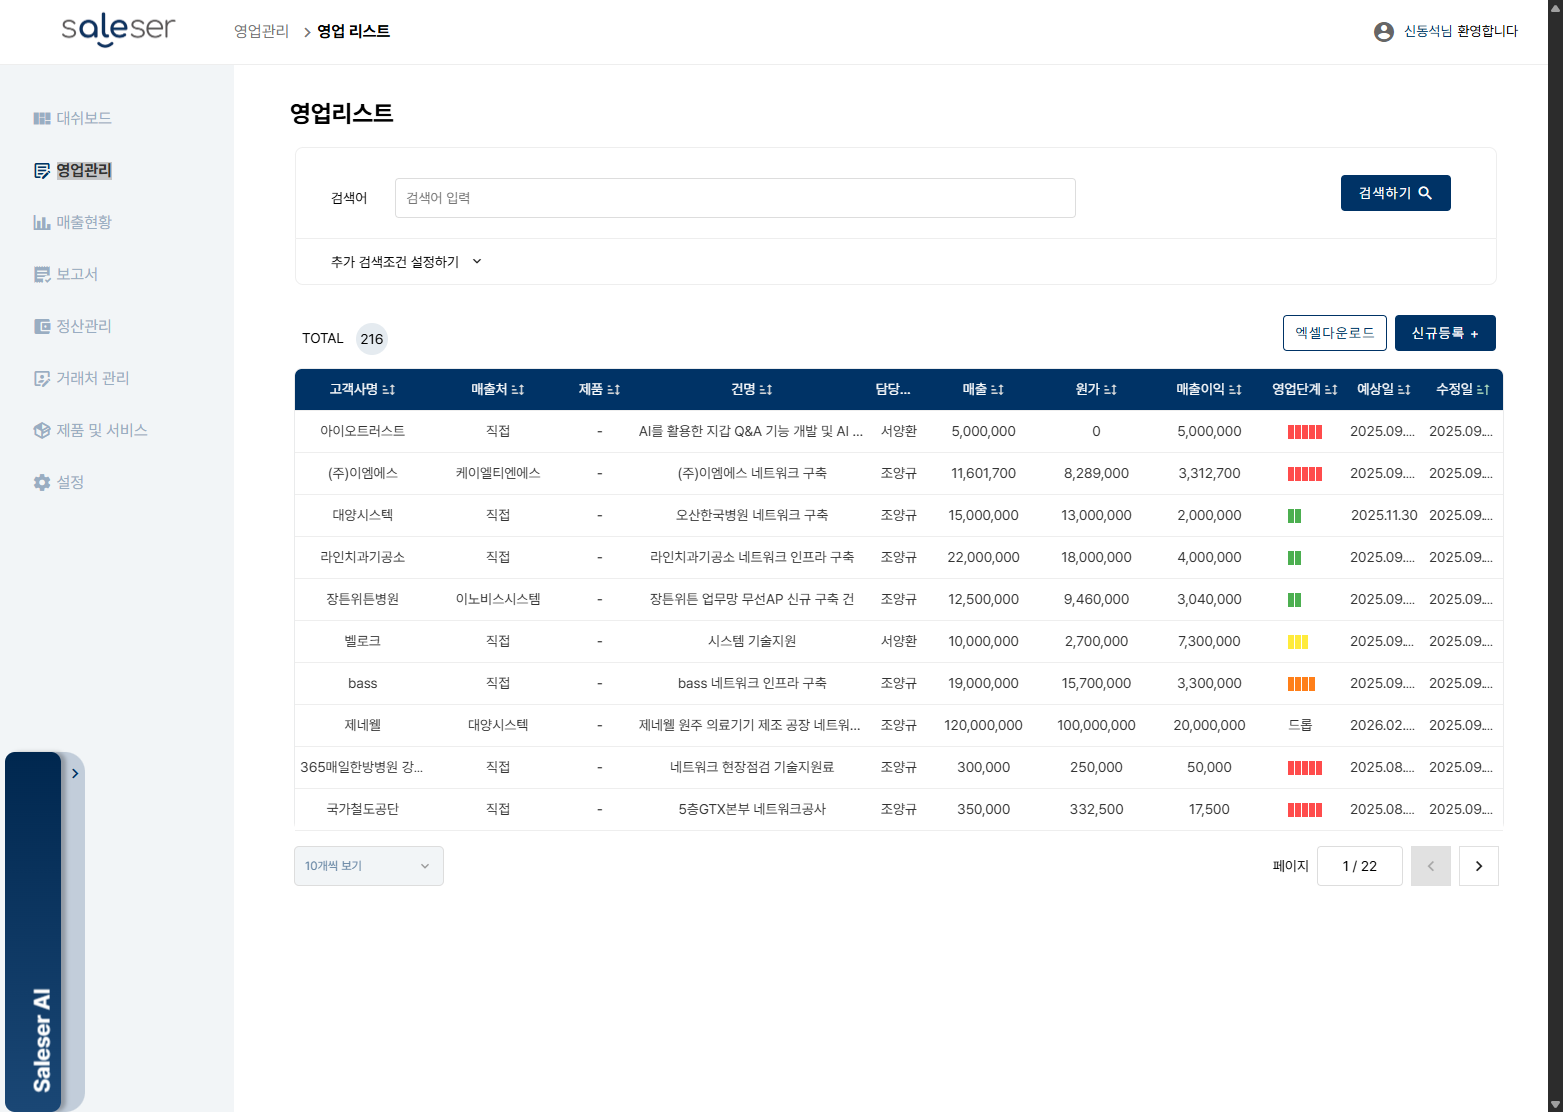 saleser
영업관리 > 영업 리스트
신동석님 환영합니다
대쉬보드
영업관리
매출현황
보고서
정산관리
거래처 관리
제품 및 서비스
설정
Saleser AI
영업리스트
검색어 검색어 입력 검색하기
추가 검색조건 설정하기
TOTAL 216 엑셀다운로드 신규등록 +
고객사명 매출처 제품 건명 담당... 매출 원가 매출이익 영업단계 예상일 수정일
아이오트러스트 직접 - AI를 활용한 지갑 Q&A 기능 개발 및 AI ... 서양환 5,000,000 0 5,000,000 2025.09.... 2025.09....
(주)이엠에스 케이엘티엔에스 - (주)이엠에스 네트워크 구축 조양규 11,601,700 8,289,000 3,312,700 2025.09.... 2025.09....
대양시스텍 직접 - 오산한국병원 네트워크 구축 조양규 15,000,000 13,000,000 2,000,000 2025.11.30 2025.09....
라인치과기공소 직접 - 라인치과기공소 네트워크 인프라 구축 조양규 22,000,000 18,000,000 4,000,000 2025.09.... 2025.09....
장튼위튼병원 이노비스시스템 - 장튼위튼 업무망 무선AP 신규 구축 건 조양규 12,500,000 9,460,000 3,040,000 2025.09.... 2025.09....
벨로크 직접 - 시스템 기술지원 서양환 10,000,000 2,700,000 7,300,000 2025.09.... 2025.09....
bass 직접 - bass 네트워크 인프라 구축 조양규 19,000,000 15,700,000 3,300,000 2025.09.... 2025.09....
제네웰 대양시스텍 - 제네웰 원주 의료기기 제조 공장 네트워... 조양규 120,000,000 100,000,000 20,000,000 드롭 2026.02.... 2025.09....
365매일한방병원 강... 직접 - 네트워크 현장점검 기술지원료 조양규 300,000 250,000 50,000 2025.08.... 2025.09....
국가철도공단 직접 - 5층GTX본부 네트워크공사 조양규 350,000 332,500 17,500 2025.08.... 2025.09....
10개씩 보기 페이지 1 / 22